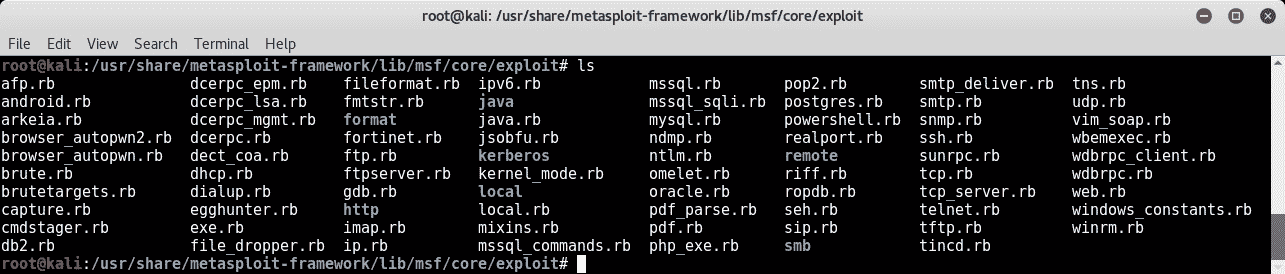 root@kali: /usr/share/metasploit-framework/lib/msf/core/exploit
File Edit View Search Terminal Help
root@kali:/usr/share/metasploit-framework/lib/msf/core/exploit# ls
afp.rb dcerpc_epm.rb fileformat.rb ipv6.rb mssql.rb pop2.rb smtp_deliver.rb tns.rb
android.rb dcerpc_lsa.rb fmtstr.rb java mssql_sqli.rb postgres.rb smtp.rb udp.rb
arkeia.rb dcerpc_mgmt.rb format java.rb mysql.rb powershell.rb snmp.rb vim_soap.rb
browser_autopwn2.rb dcerpc.rb fortinet.rb jsobfu.rb ndmp.rb realport.rb ssh.rb wbemexec.rb
browser_autopwn.rb dect_coa.rb ftp.rb kerberos ntlm.rb remote sunrpc.rb wdbrpc_client.rb
brute.rb dhcp.rb ftpserver.rb kernel_mode.rb omelet.rb riff.rb tcp.rb wdbrpc.rb
brutetargets.rb dialup.rb gdb.rb local oracle.rb ropdb.rb tcp_server.rb web.rb
capture.rb egghunter.rb http local.rb pdf_parse.rb seh.rb telnet.rb windows_constants.rb
cmdstager.rb exe.rb imap.rb mixins.rb pdf.rb sip.rb tftp.rb winrm.rb
db2.rb file_dropper.rb ip.rb mssql_commands.rb php_exe.rb smb tincd.rb
root@kali:/usr/share/metasploit-framework/lib/msf/core/exploit#